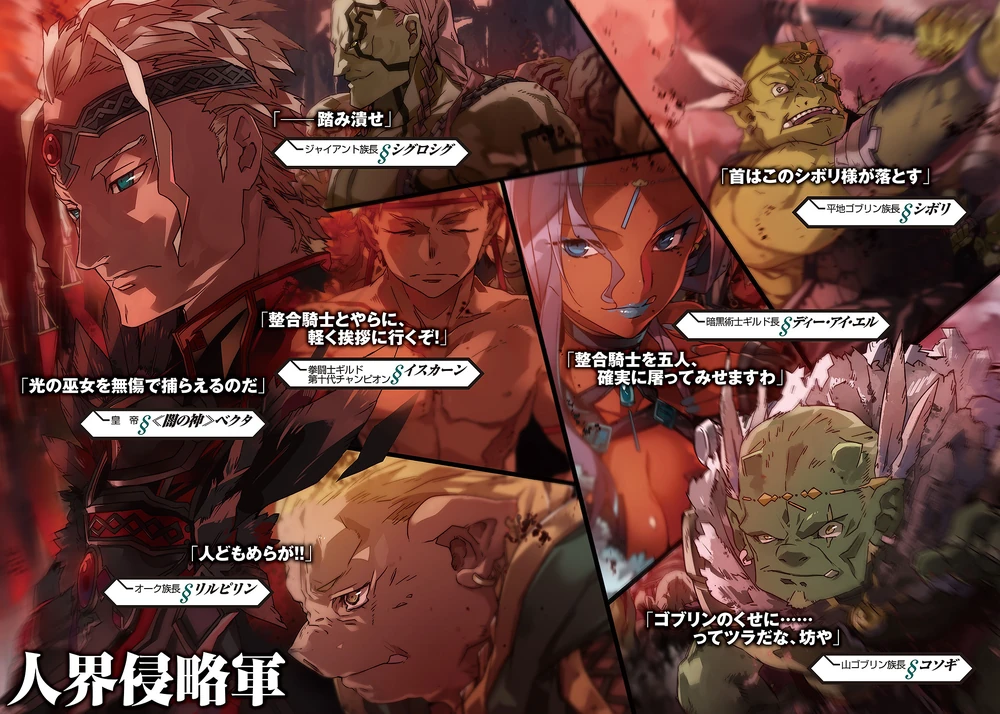 「―― 踏み潰せ」
ジャイアント族長§シグロシグ
「首はこのシボリ様が落とす」
平地ゴブリン族長§シボリ
「整合騎士とやらに、
軽く挨拶に行くぞ!」
拳闘士ギルド
第十代チャンピオン§イスカーン
暗黒術士ギルド長§ディー・アイ・エル
「整合騎士を五人、
確実に屠ってみせますわ」
「光の巫女を無傷で捕らえるのだ」
皇 帝§《闇の神》ベクタ
「人どもめらが!!」
オーク族長§リルピリン
「ゴブリンのくせに……
ってツラだな、坊や」
山ゴブリン族長§コソギ
人界侵略軍